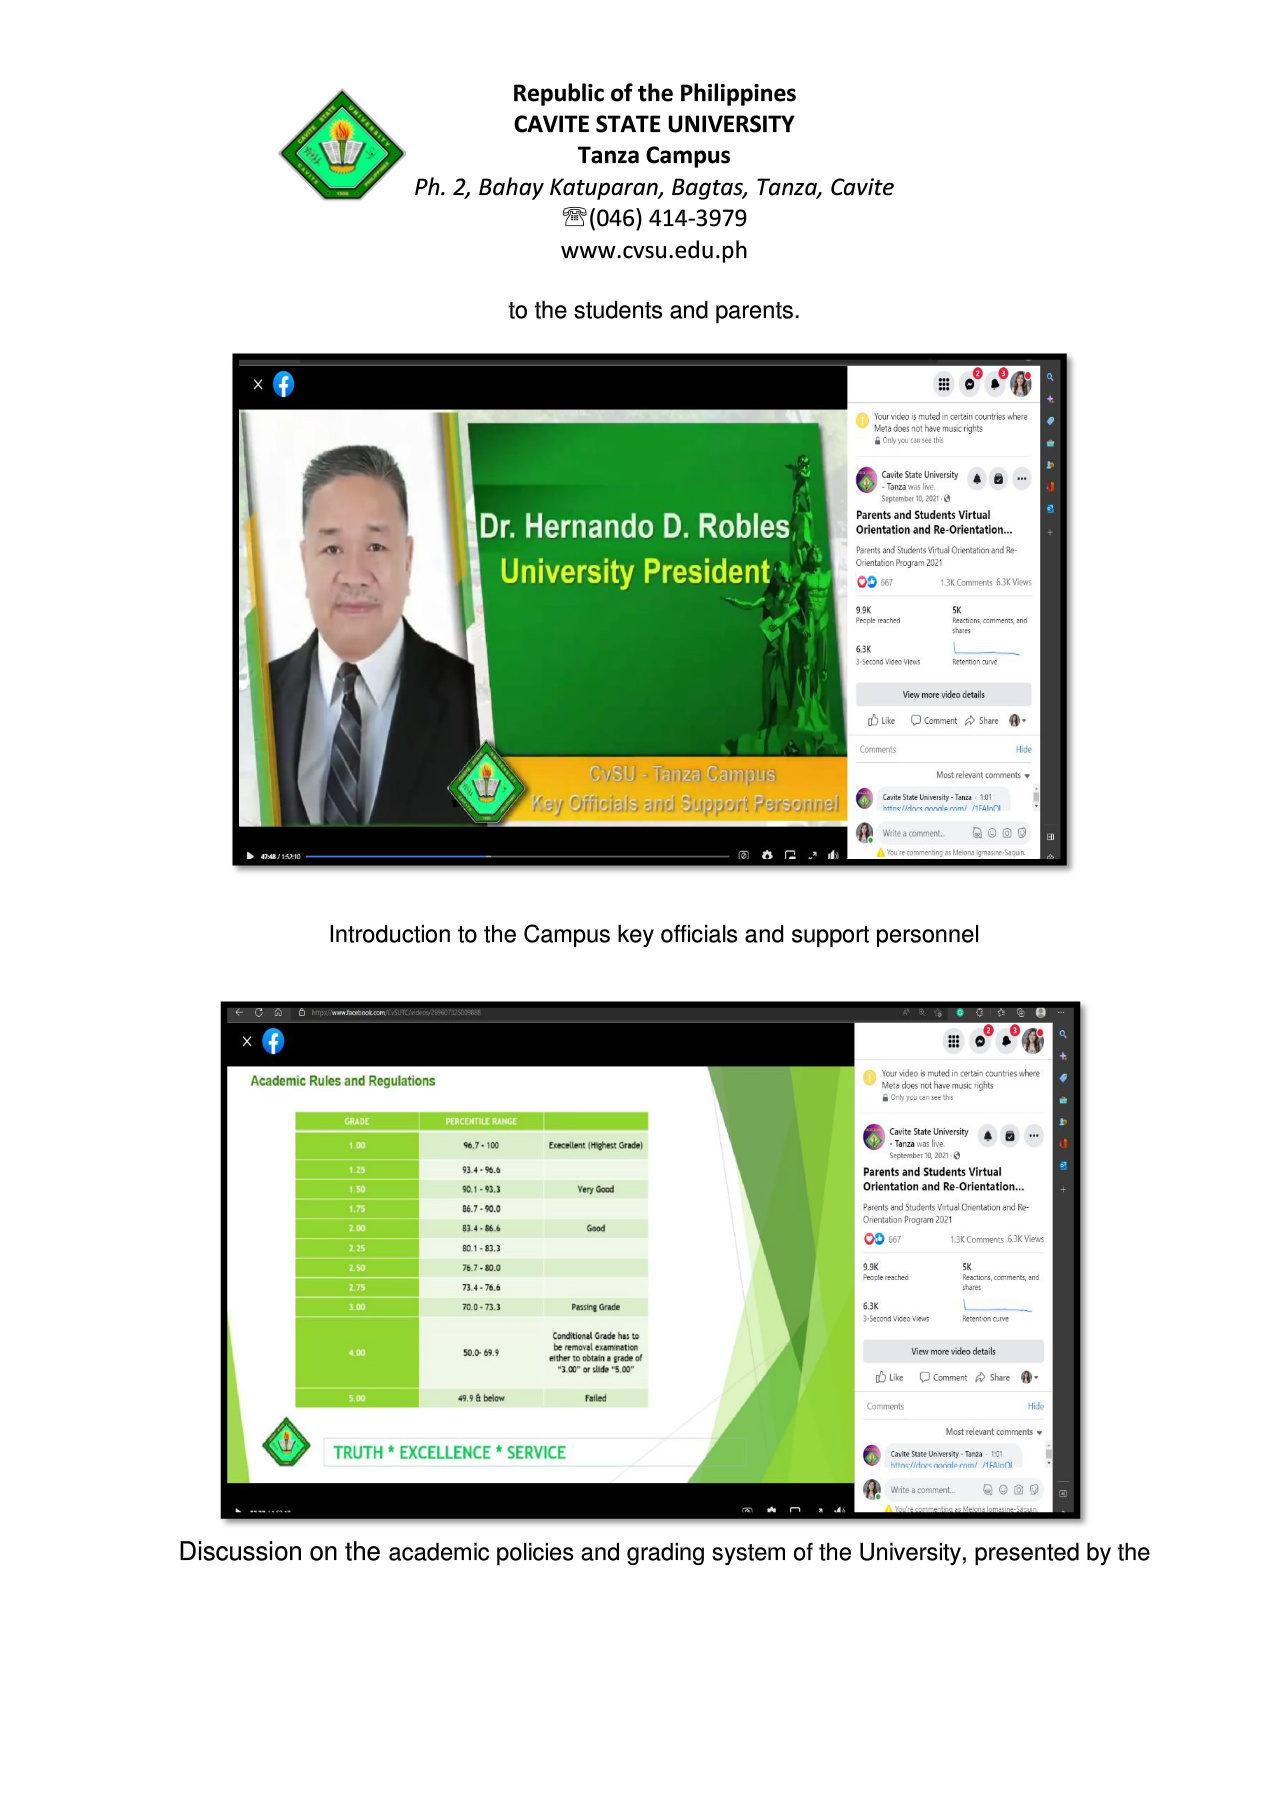 Republic of the Philippines
CAVITE STATE UNIVERSITY
Tanza Campus
Ph. 2, Bahay Katuparan, Bagtas, Tanza, Cavite
☏(046) 414-3979
www.cvsu.edu.ph
to the students and parents.
2
3
Your video is muted in certain countries where
Meta does not have music rights
Only you can see this
Cavite State University
- Tanza was live.
September 10, 2021 ·
Parents and Students Virtual
Orientation and Re-Orientation...
Parents and Students Virtual Orientation and Re-
Orientation Program 2021
667 1.3K Comments 6.3K Views
9.9K 5K
People reached Reactions, comments, and
shares
6.3K
3-Second Video Views Retention curve
View more video details
Like Comment Share
Comments Hide
Most relevant comments
Cavite State University - Tanza · 1:01
Write a comment...
You're commenting as Melona Igmasine-Saquin.
Dr. Hernando D. Robles
University President
CvSU - Tanza Campus
Key Officials and Support Personnel
47:48 / 1:52:10
Introduction to the Campus key officials and support personnel
Academic Rules and Regulations
GRADE PERCENTILE RANGE
1.00 96.7 - 100 Execellent (Highest Grade)
1.25 93.4 - 96.6
1.50 90.1 - 93.3 Very Good
1.75 86.7 - 90.0
2.00 83.4 - 86.6 Good
2.25 80.1 - 83.3
2.50 76.7 - 80.0
2.75 73.4 - 76.6
3.00 70.0 - 73.3 Passing Grade
4.00 50.0- 69.9 Conditional Grade has to
be removal examination
either to obtain a grade of
"3.00" or slide "5.00"
5.00 49.9 & below Failed
TRUTH * EXCELLENCE * SERVICE
2
3
Your video is muted in certain countries where
Meta does not have music rights
Only you can see this
Cavite State University
- Tanza was live.
September 10, 2021 ·
Parents and Students Virtual
Orientation and Re-Orientation...
Parents and Students Virtual Orientation and Re-
Orientation Program 2021
667 1.3K Comments 6.3K Views
9.9K 5K
People reached Reactions, comments, and
shares
6.3K
3-Second Video Views Retention curve
View more video details
Like Comment Share
Comments Hide
Most relevant comments
Cavite State University - Tanza · 1:01
Write a comment...
You're commenting as Melona Igmasine-Saquin.
Discussion on the academic policies and grading system of the University, presented by the